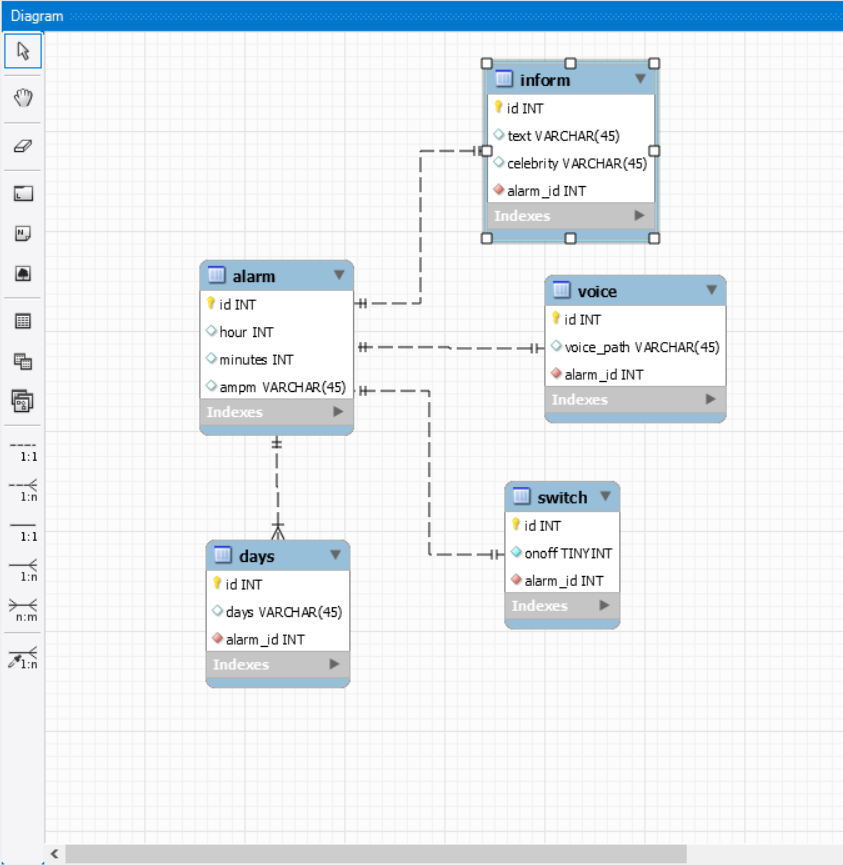 Diagram
inform
id INT
text VARCHAR(45)
celebrity VARCHAR(45)
alarm_id INT
Indexes
alarm
id INT
hour INT
minutes INT
ampm VARCHAR(45)
Indexes
voice
id INT
voice_path VARCHAR(45)
alarm_id INT
Indexes
switch
id INT
onoff TINYINT
alarm_id INT
Indexes
days
id INT
days VARCHAR(45)
alarm_id INT
Indexes
1:1
1:n
1:1
1:n
n:m
1:n